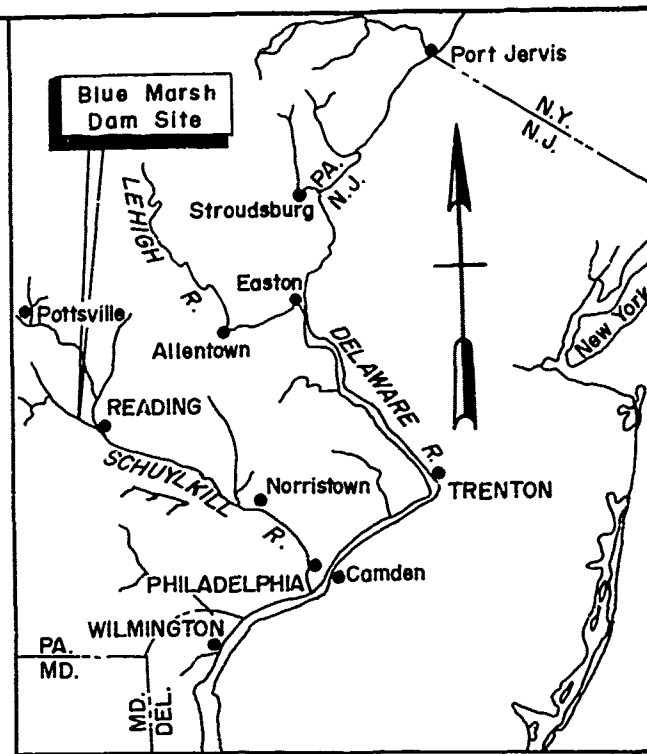 Port Jervis
Blue Marsh
Dam Site
N.Y.
N.J.
PA.
N.J.
LEHIGH
R.
Stroudsburg
Easton
Pottsville
New York
Allentown
DELAWARE
R.
READING
SCHUYLKILL
R.
Norristown
TRENTON
PHILADELPHIA
Camden
WILMINGTON
PA.
MD.
MD.
DEL.